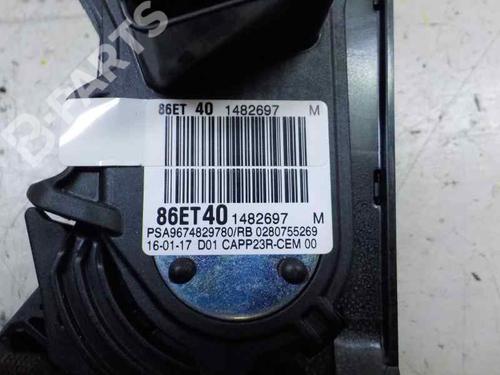 B-PARTS
86ET 40 1482697 M
86ET40 1482697 M
PSA9674829780/RB 0280755269
16-01-17 D01 CAPP23R-CEM 00